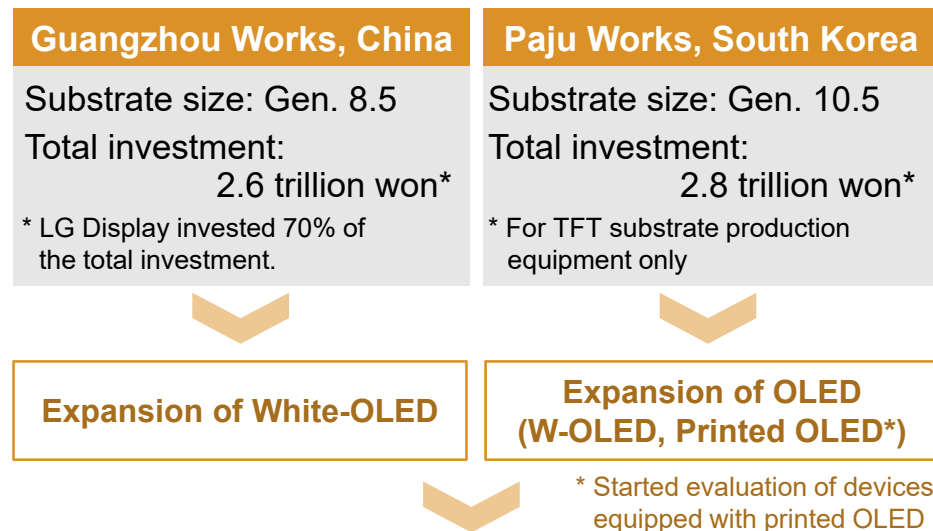 Guangzhou Works, China
Substrate size: Gen. 8.5
Total investment:
2.6 trillion won*
* LG Display invested 70% of
the total investment.
Paju Works, South Korea
Substrate size: Gen. 10.5
Total investment:
2.8 trillion won*
* For TFT substrate production
equipment only
Expansion of White-OLED
Expansion of OLED
(W-OLED, Printed OLED*)
* Started evaluation of devices
equipped with printed OLED